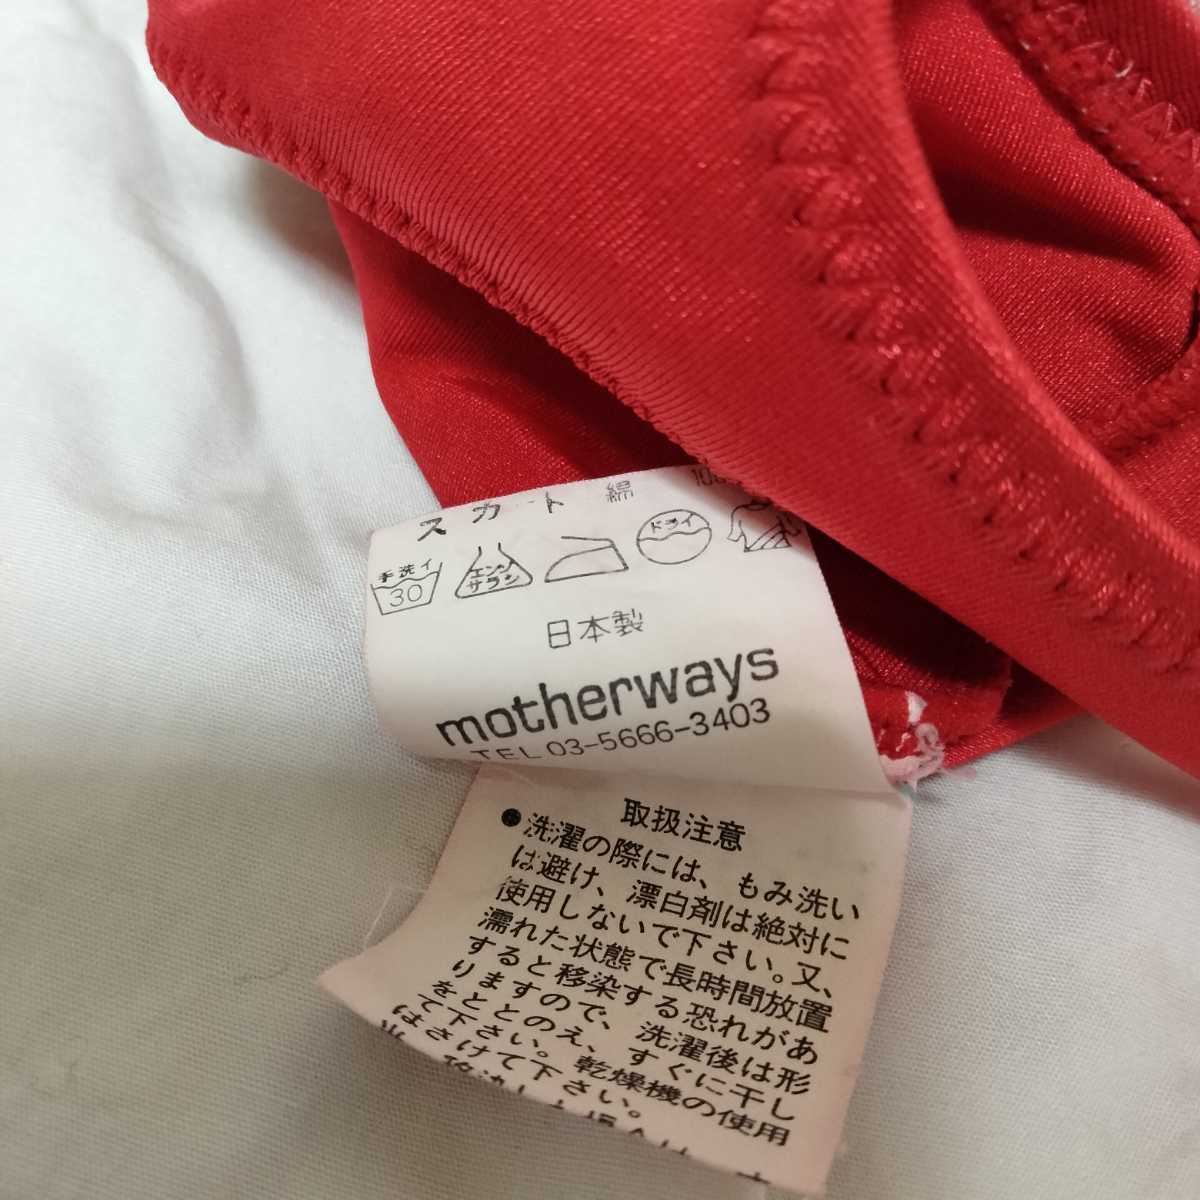 スカート 綿 100
手洗イ
30
エンソ
サラシ
ドライ
日本製
motherways
TEL 03-5666-3403
取扱注意
●洗濯の際には、もみ洗い
は避け、漂白剤は絶対に
使用しないで下さい。又、
濡れた状態で長時間放置
すると移染する恐れがあ
りますので、洗濯後は形
をととのえ、すぐに干し
て下さい。乾燥機の使用
はさけて下さい。